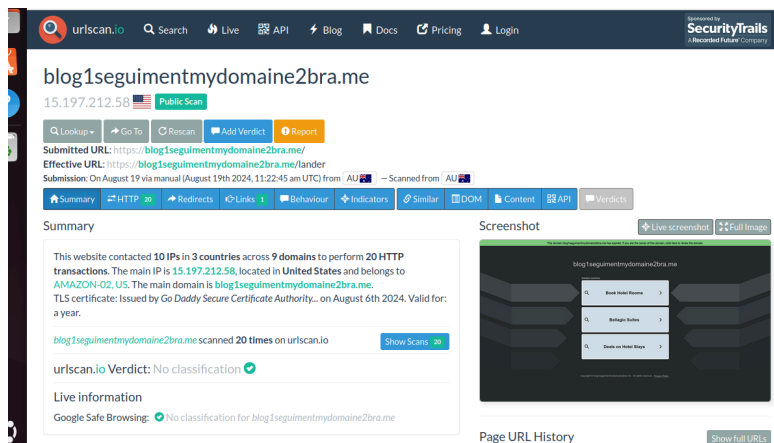 urlscan.io Search Live API Blog Docs Pricing Login
Sponsored by
SecurityTrails
A Recorded Future Company
blog1seguimentmydomaine2bra.me
15.197.212.58 Public Scan
Lookup Go To Rescan Add Verdict Report
Submitted URL: https://blog1seguimentmydomaine2bra.me/
Effective URL: https://blog1seguimentmydomaine2bra.me/lander
Submission: On August 19 via manual (August 19th 2024, 11:22:45 am UTC) from AU — Scanned from AU
Summary HTTP 20 Redirects Links 1 Behaviour Indicators Similar DOM Content API Verdicts
Summary
This website contacted 10 IPs in 3 countries across 9 domains to perform 20 HTTP
transactions. The main IP is 15.197.212.58, located in United States and belongs to
AMAZON-02, US. The main domain is blog1seguimentmydomaine2bra.me.
TLS certificate: Issued by Go Daddy Secure Certificate Authority... on August 6th 2024. Valid for:
a year.
blog1seguimentmydomaine2bra.me scanned 20 times on urlscan.io Show Scans 20
urlscan.io Verdict: No classification
Live information
Google Safe Browsing: No classification for blog1seguimentmydomaine2bra.me
Screenshot Live screenshot Full Image
blog1seguimentmydomaine2bra.me
Book Hotel Rooms
Bellagio Suites
Deals on Hotel Stays
Page URL History Show full URLs